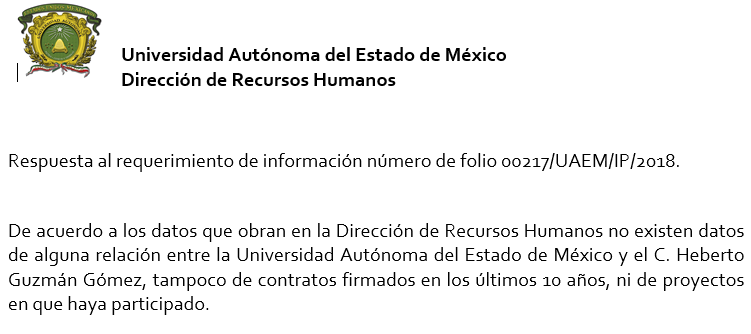 Universidad Autónoma del Estado de México
Dirección de Recursos Humanos
Respuesta al requerimiento de información número de folio 00217/UAEM/IP/2018.
De acuerdo a los datos que obran en la Dirección de Recursos Humanos no existen datos
de alguna relación entre la Universidad Autónoma del Estado de México y el C. Heberto
Guzmán Gómez, tampoco de contratos firmados en los últimos 10 años, ni de proyectos
en que haya participado.